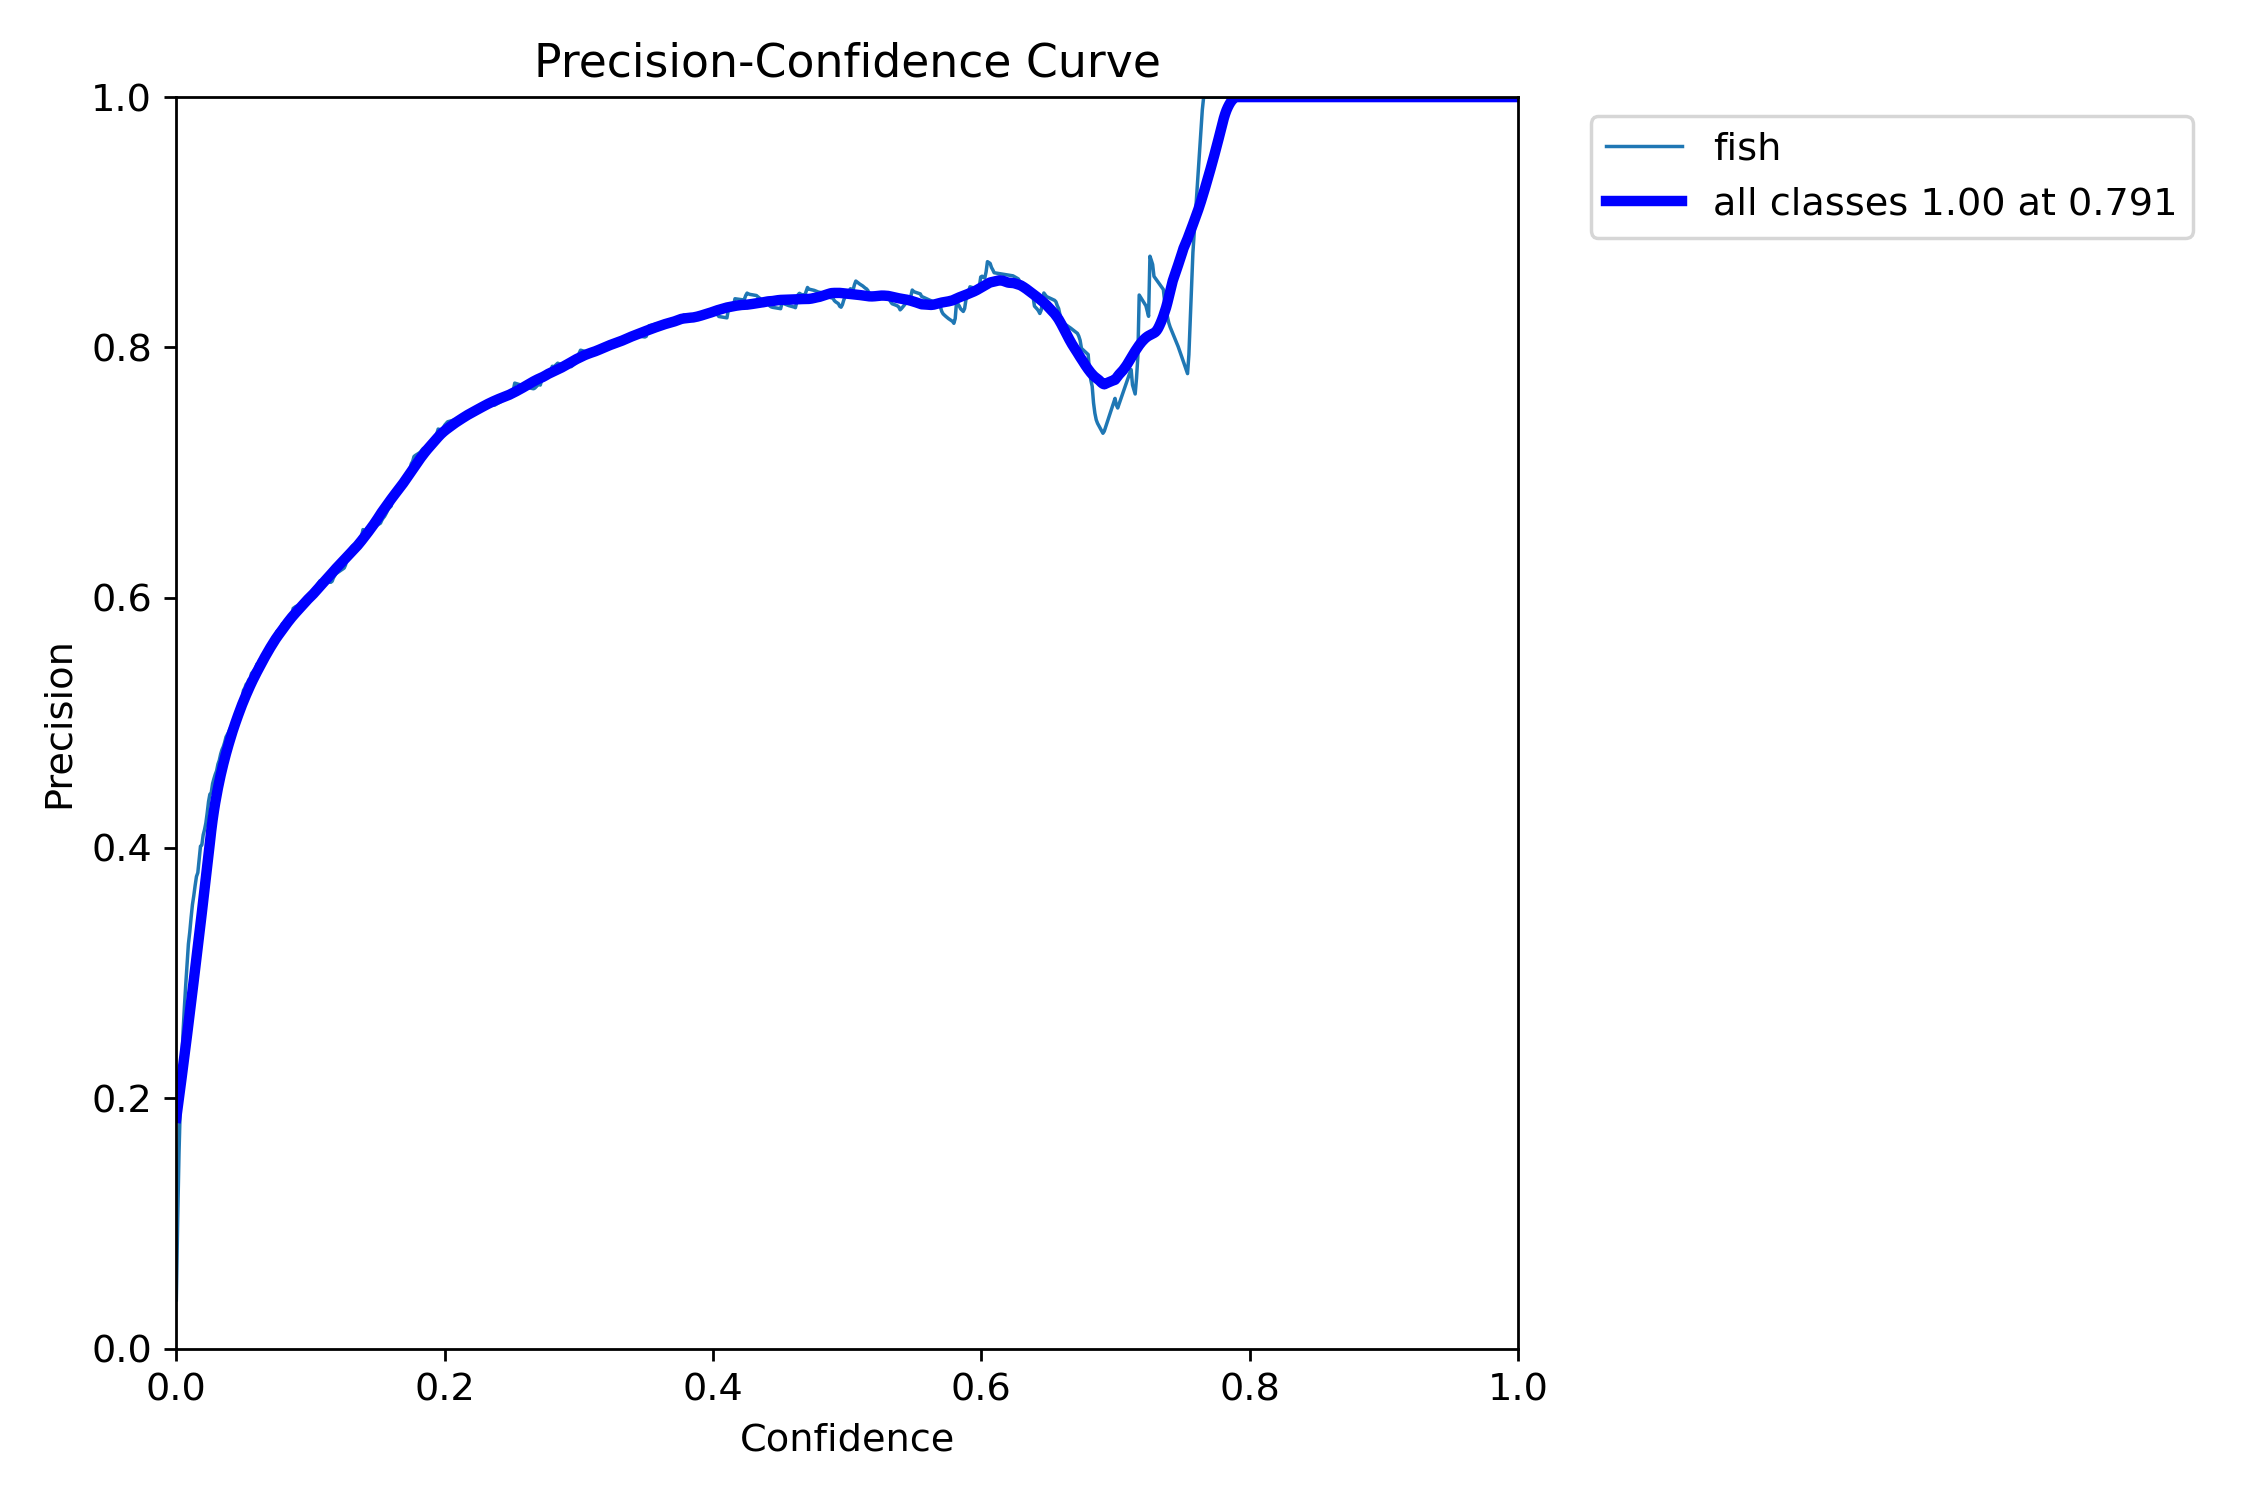 Precision-Confidence Curve
1.0
0.8
0.6
0.4
0.2
0.0
Precision
0.0 0.2 0.4 0.6 0.8 1.0
Confidence
fish
all classes 1.00 at 0.791